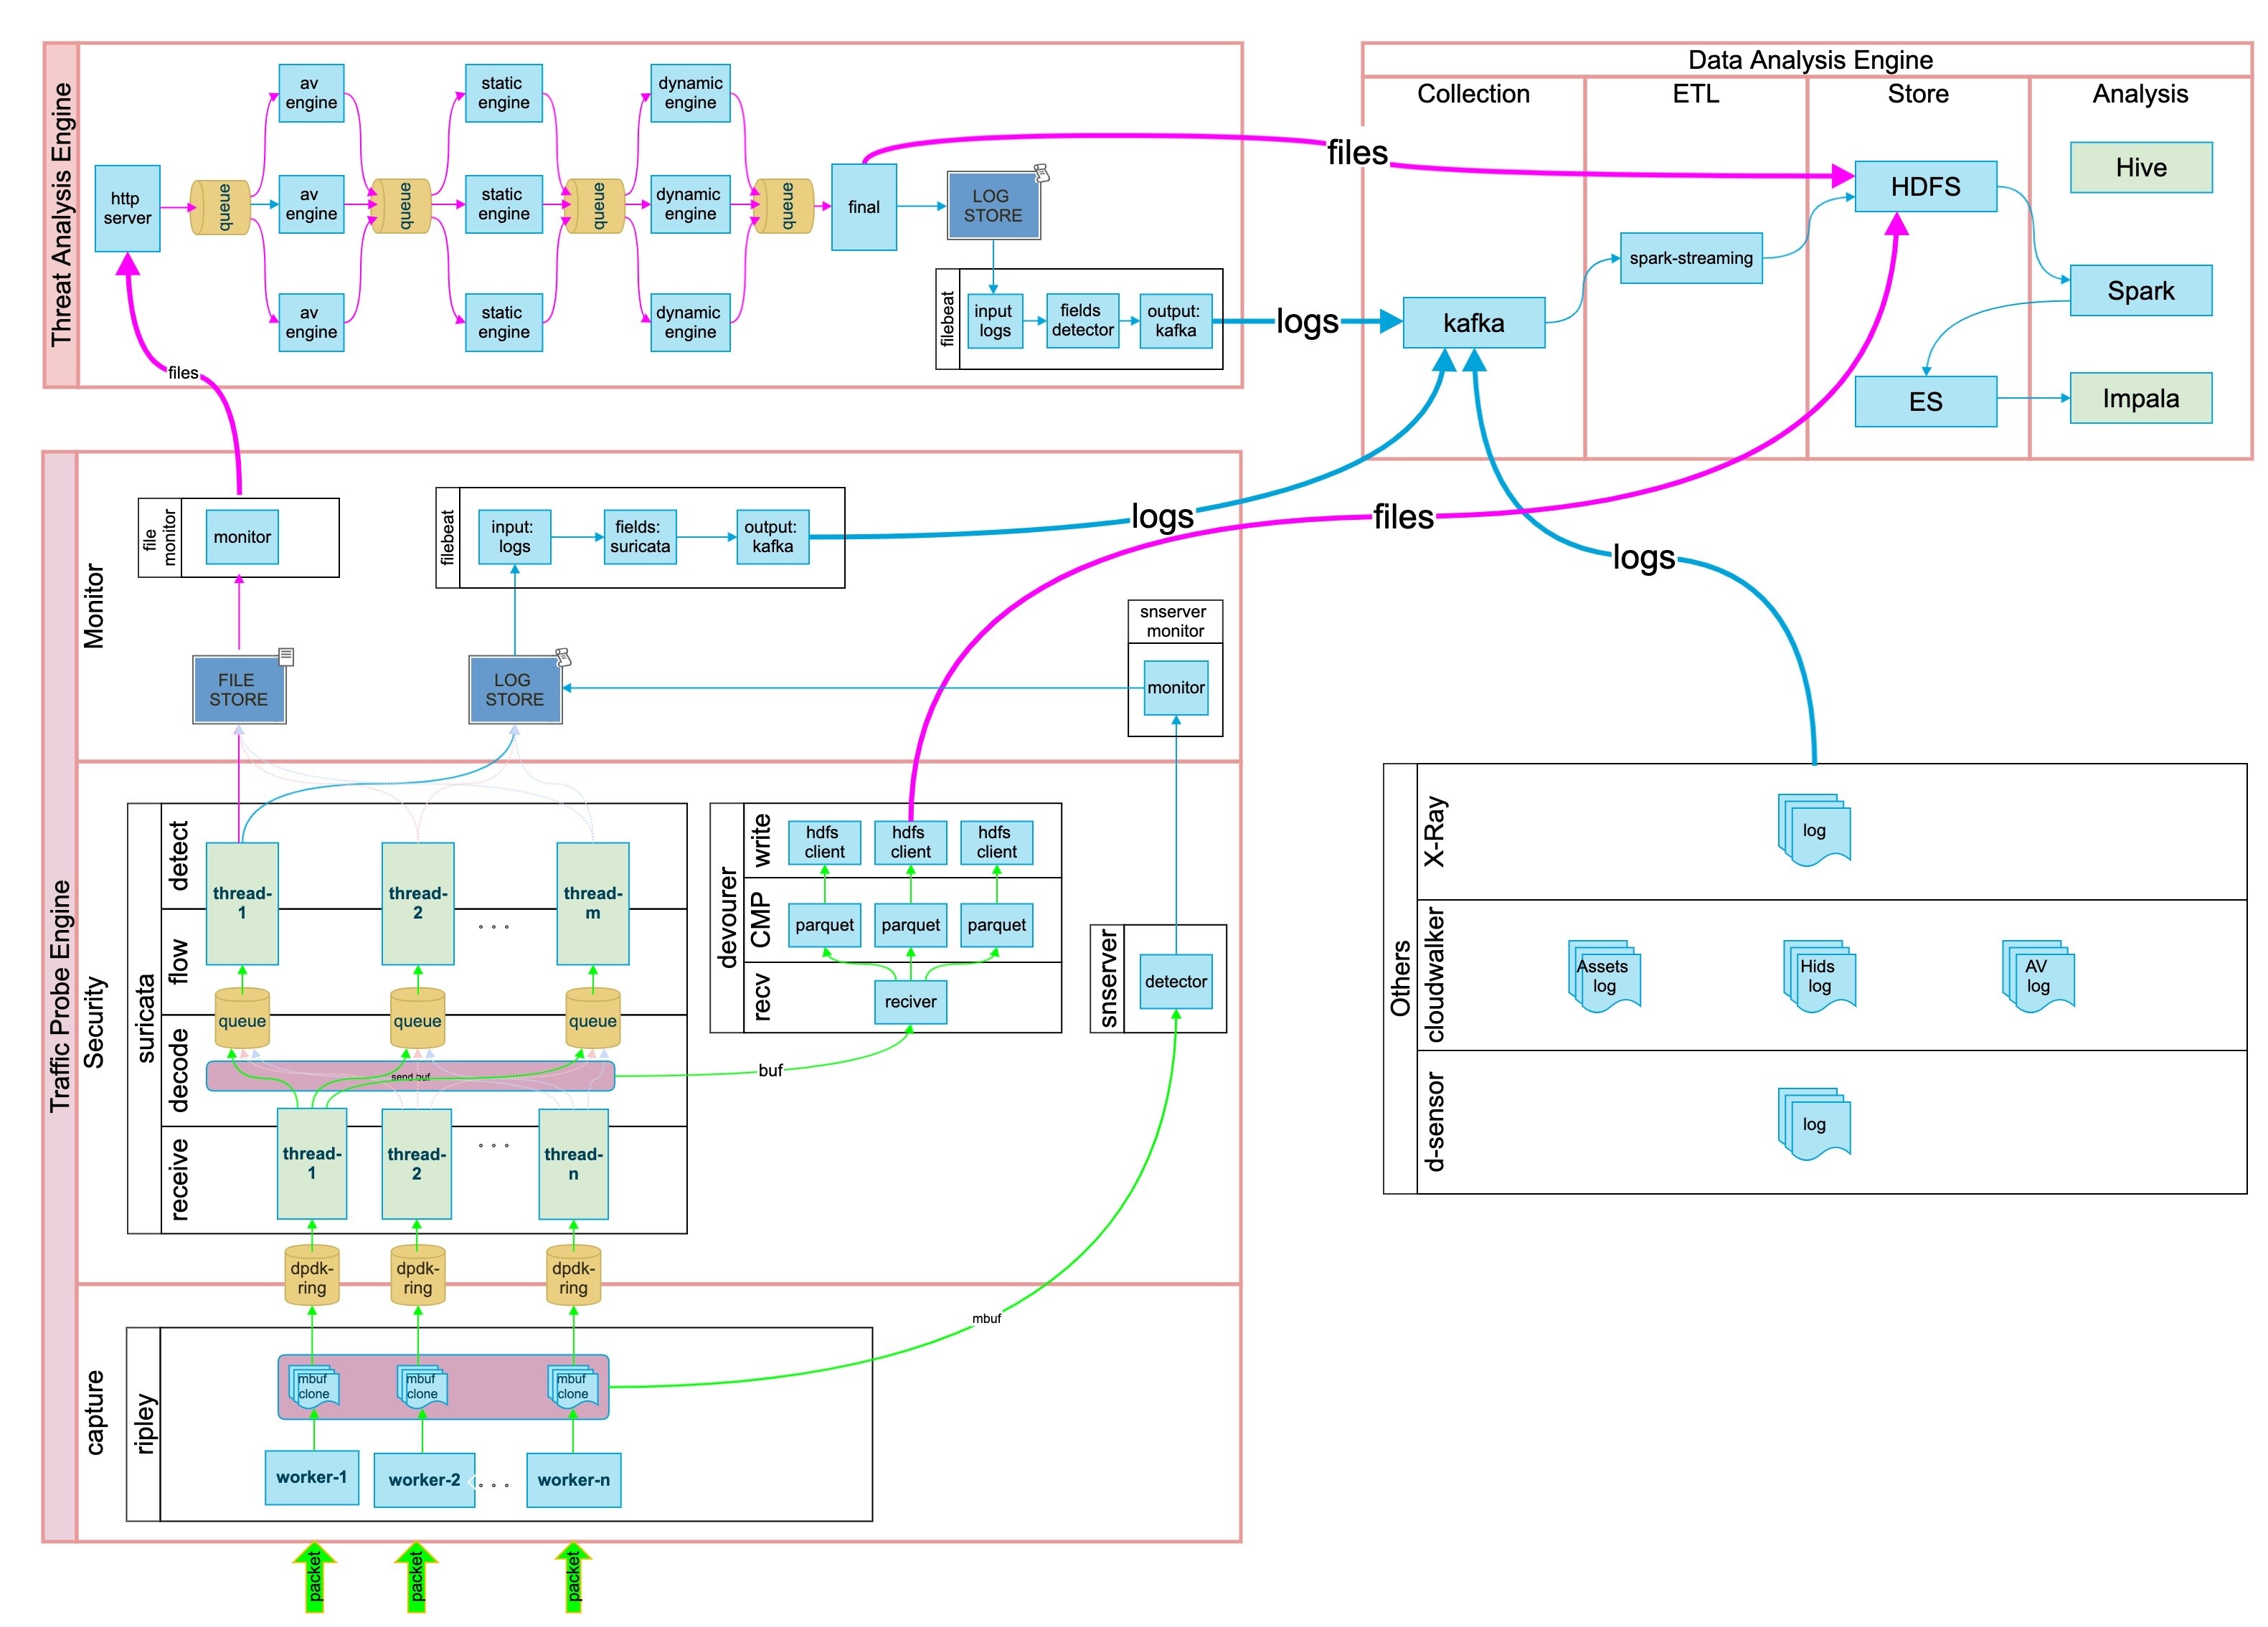 Threat Analysis Engine
http
server
queue
av
engine
av
engine
av
engine
queue
static
engine
static
engine
static
engine
queue
dynamic
engine
dynamic
engine
dynamic
engine
queue
final
LOG
STORE
filebeat
input
logs
fields
detector
output:
kafka
files
logs
files
Data Analysis Engine
Collection
ETL
Store
Analysis
kafka
spark-streaming
HDFS
ES
Hive
Spark
Impala
Traffic Probe Engine
Monitor
file
monitor
monitor
filebeat
input:
logs
fields:
suricata
output:
kafka
logs
files
logs
FILE
STORE
LOG
STORE
snserver
monitor
monitor
Security
suricata
detect
flow
decode
receive
thread-
1
thread-
2
thread-
m
queue
queue
queue
send buf
thread-
1
thread-
2
thread-
n
devourer
write
CMP
recv
hdfs
client
hdfs
client
hdfs
client
parquet
parquet
parquet
reciver
buf
snserver
detector
dpdk-
ring
dpdk-
ring
dpdk-
ring
mbuf
capture
ripley
mbuf
clone
mbuf
clone
mbuf
clone
worker-1
worker-2
worker-n
packet
packet
packet
Others
X-Ray
log
cloudwalker
Assets
log
Hids
log
AV
log
d-sensor
log